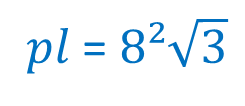 pl = 8²√3